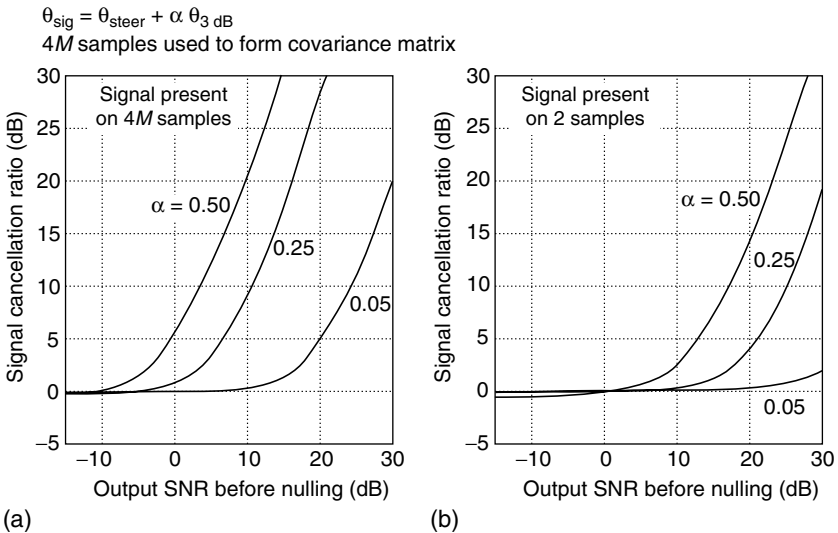 θsig = θsteer + α θ3 dB
4M samples used to form covariance matrix
Signal cancellation ratio (dB)
30
25
20
15
10
5
0
−5
Signal present
on 4M samples
α = 0.50
0.25
0.05
−10
0
10
20
30
Output SNR before nulling (dB)
(a)
Signal cancellation ratio (dB)
30
25
20
15
10
5
0
−5
Signal present
on 2 samples
α = 0.50
0.25
0.05
−10
0
10
20
30
Output SNR before nulling (dB)
(b)